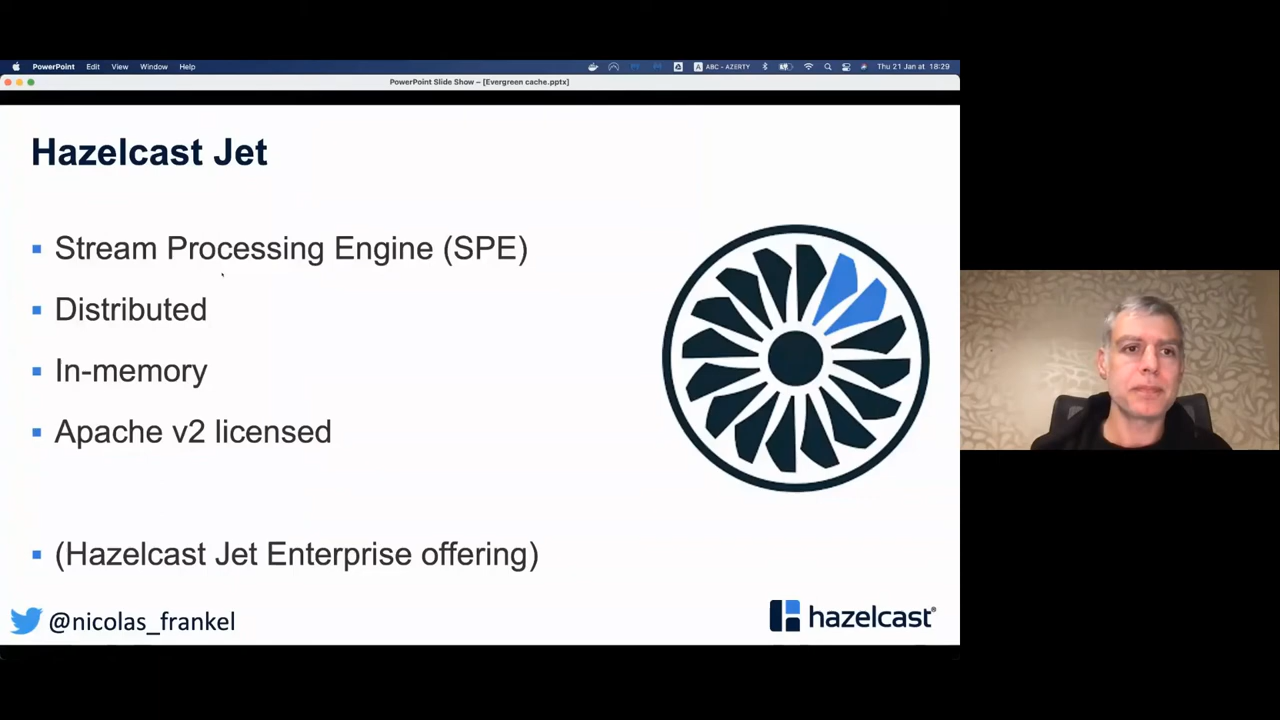 PowerPoint Edit View Window Help ABC - AZERTY Thu 21 Jan at 18:29
PowerPoint Slide Show – [Evergreen cache.pptx]
Hazelcast Jet
▪ Stream Processing Engine (SPE)
▪ Distributed
▪ In-memory
▪ Apache v2 licensed
▪ (Hazelcast Jet Enterprise offering)
@nicolas_frankel
hazelcast®